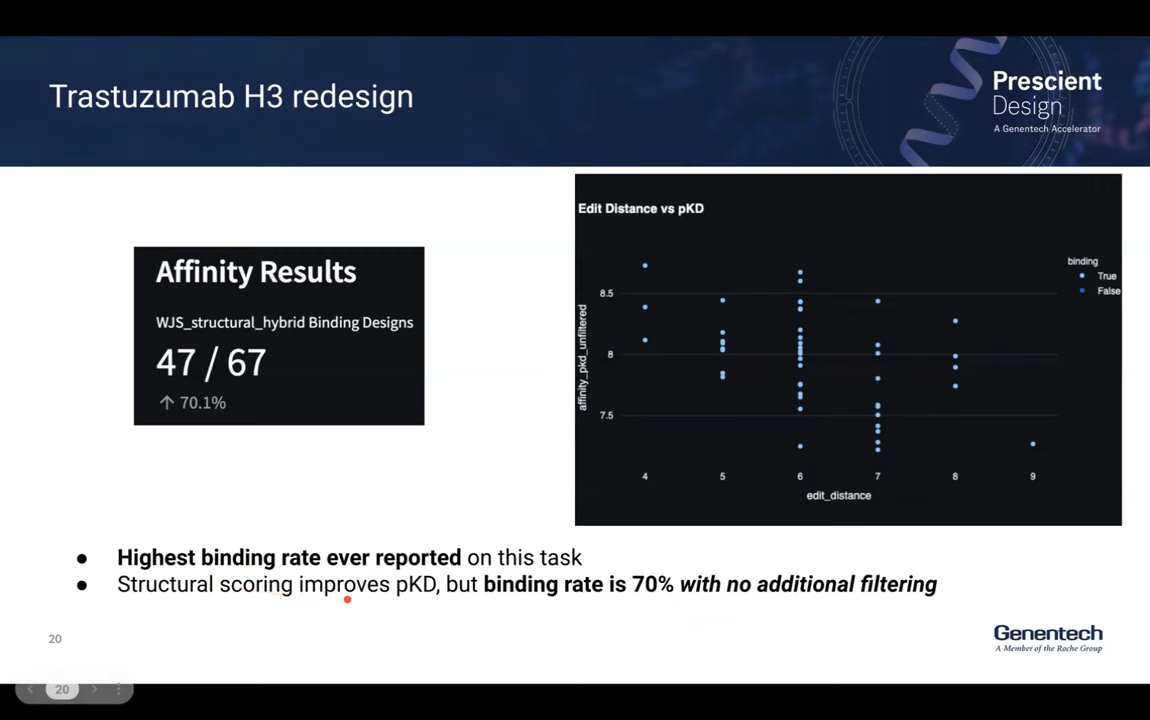 Trastuzumab H3 redesign
Prescient
Design
A Genentech Accelerator
Affinity Results
WJS_structural_hybrid Binding Designs
47 / 67
↑ 70.1%
Edit Distance vs pKD
binding
True
False
affinity_pkd_unfiltered
8.5
8
7.5
4 5 6 7 8 9
edit_distance
● Highest binding rate ever reported on this task
● Structural scoring improves pKD, but binding rate is 70% with no additional filtering
20
Genentech
A Member of the Roche Group
20